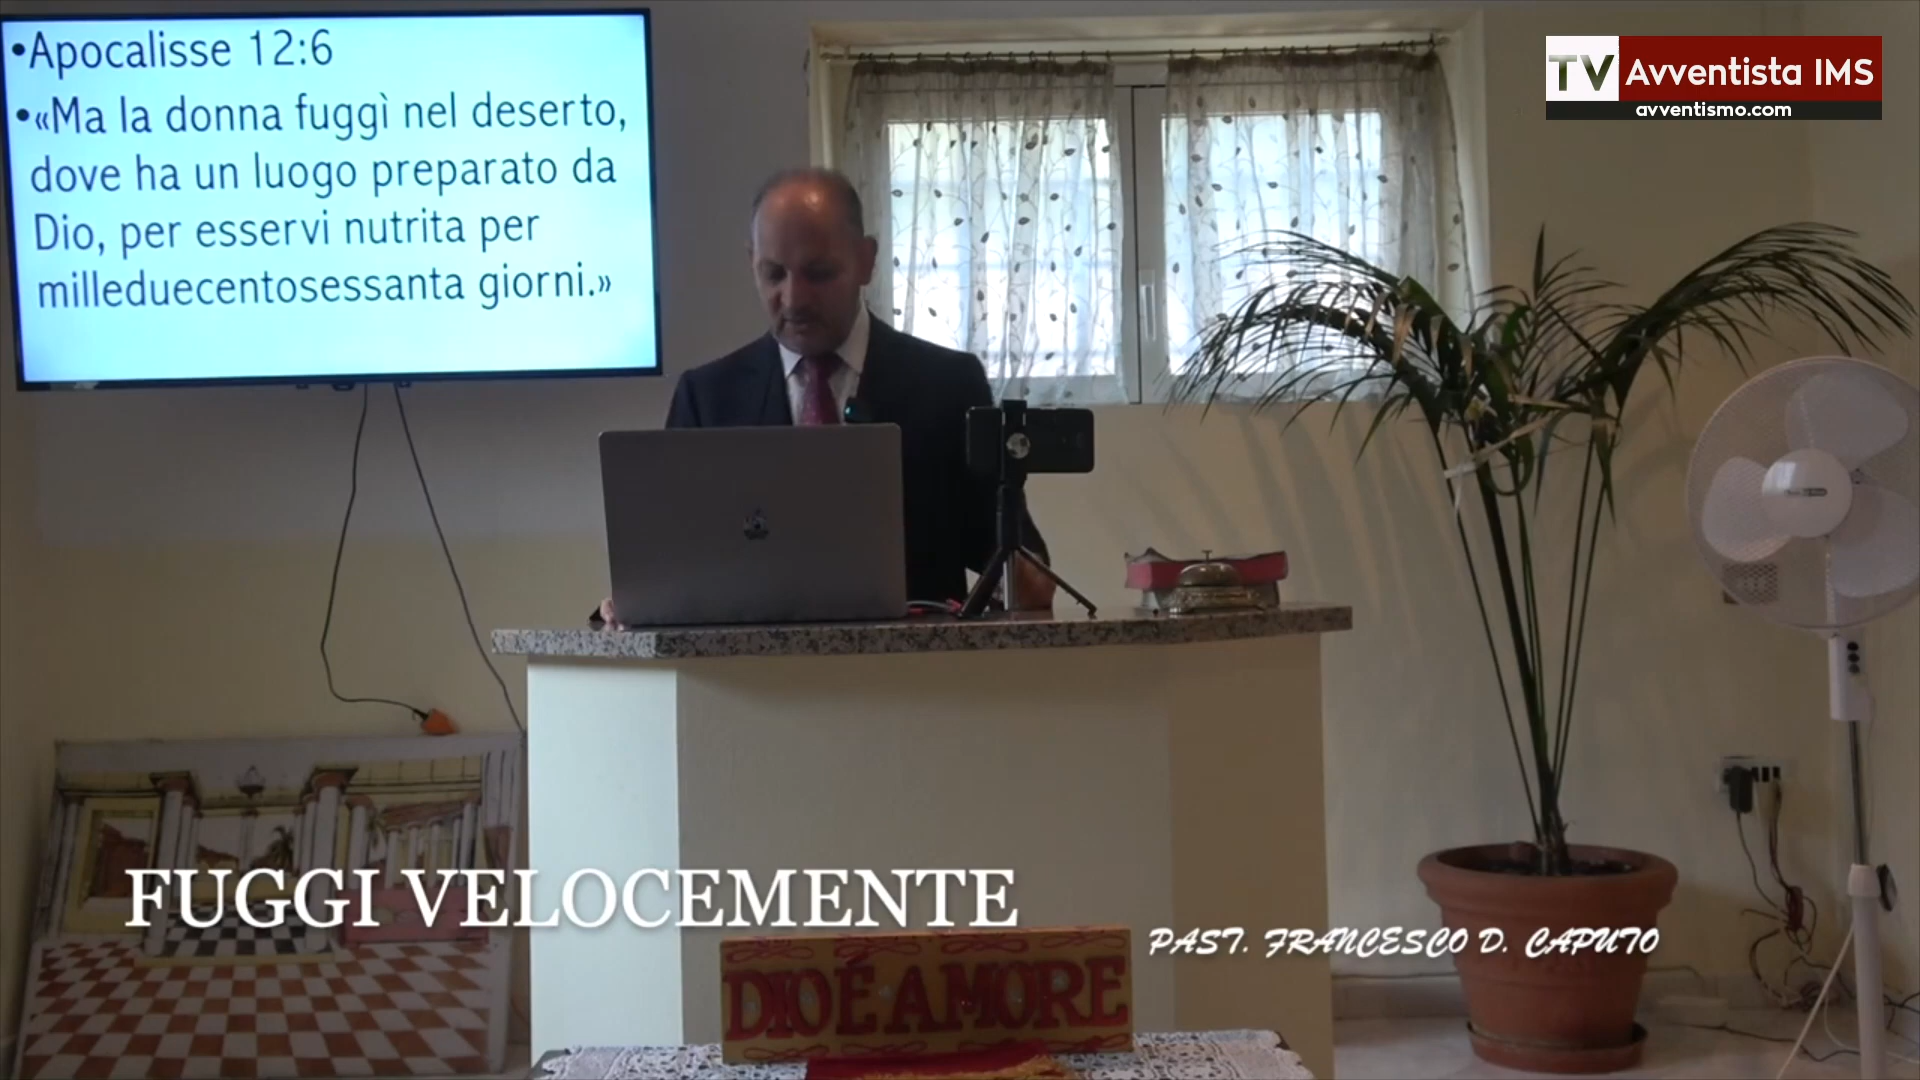 •Apocalisse 12:6
•«Ma la donna fuggì nel deserto,
dove ha un luogo preparato da
Dio, per esservi nutrita per
milleduecentosessanta giorni.»
TV Avventista IMS
avventismo.com
FUGGI VELOCEMENTE
PAST. FRANCESCO D. CAPUTO
DIO È AMORE